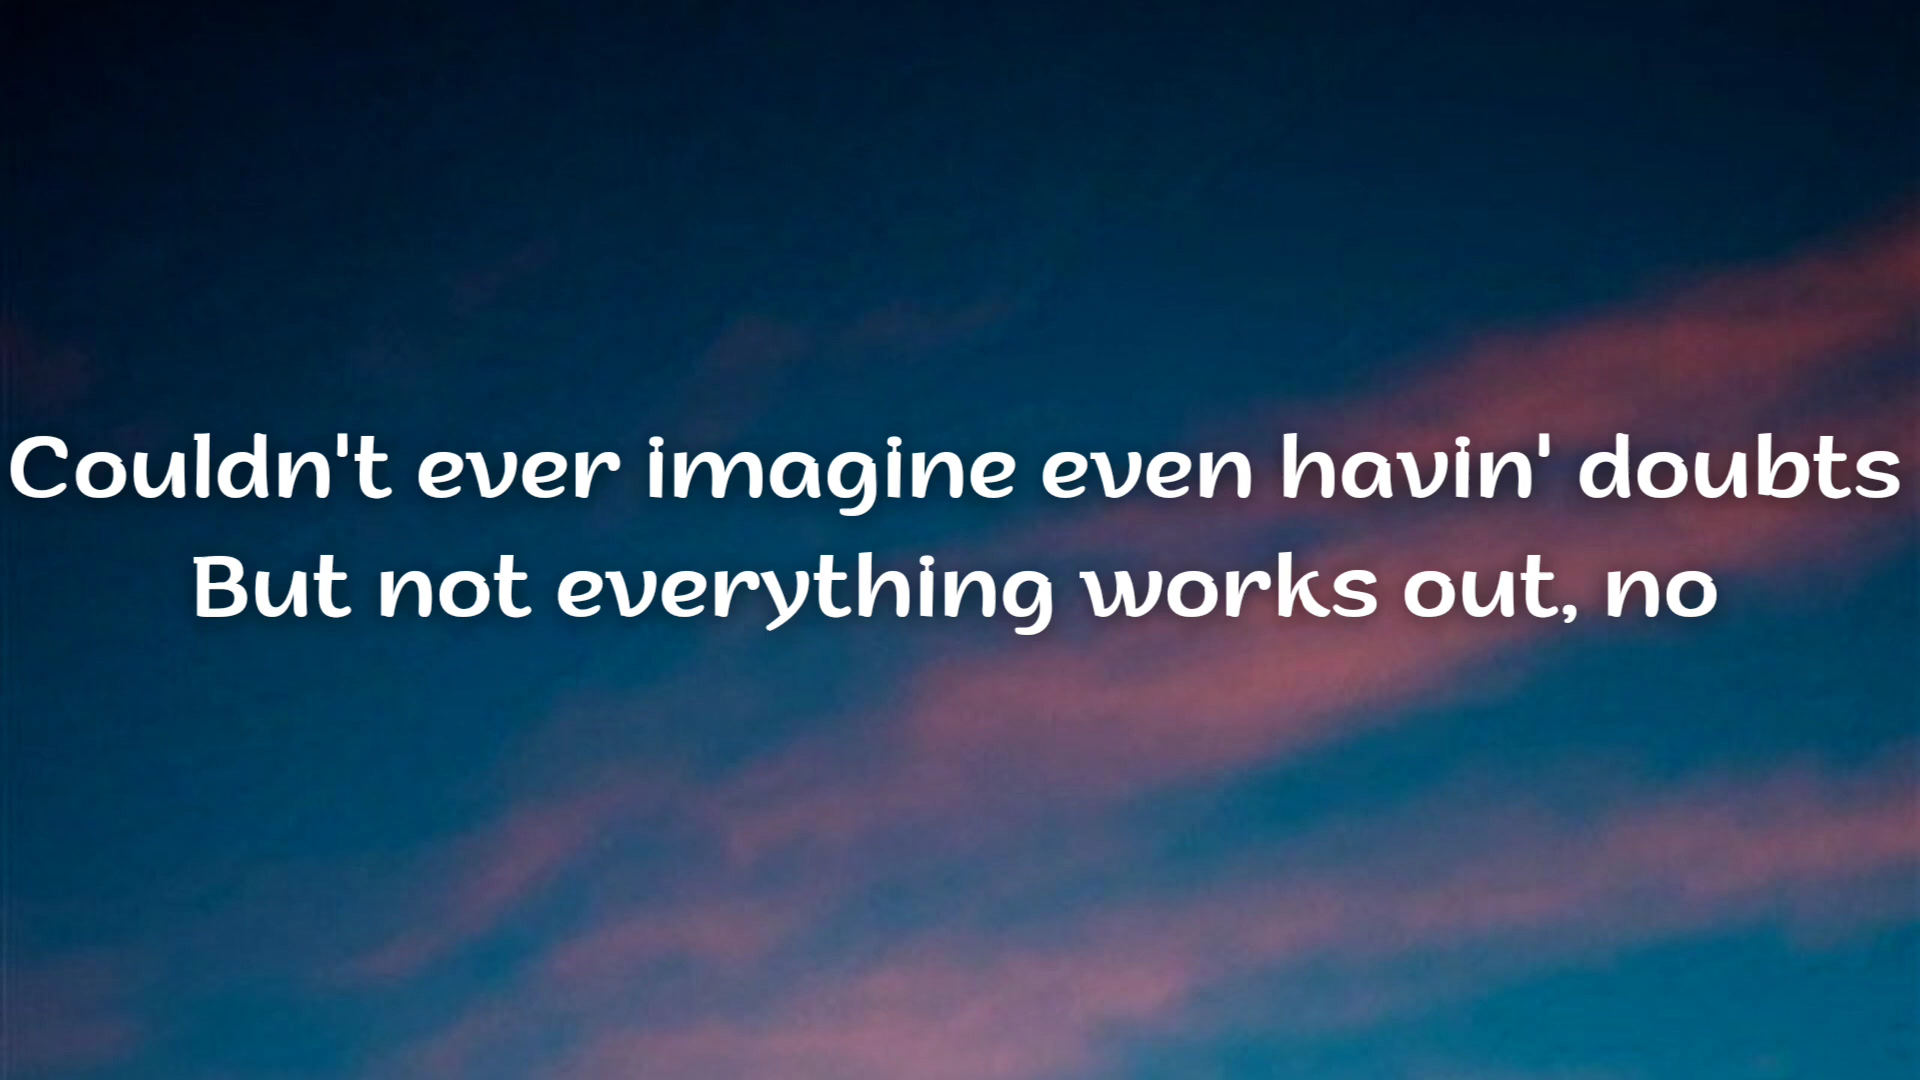 Couldn't ever imagine even havin' doubts
But not everything works out, no